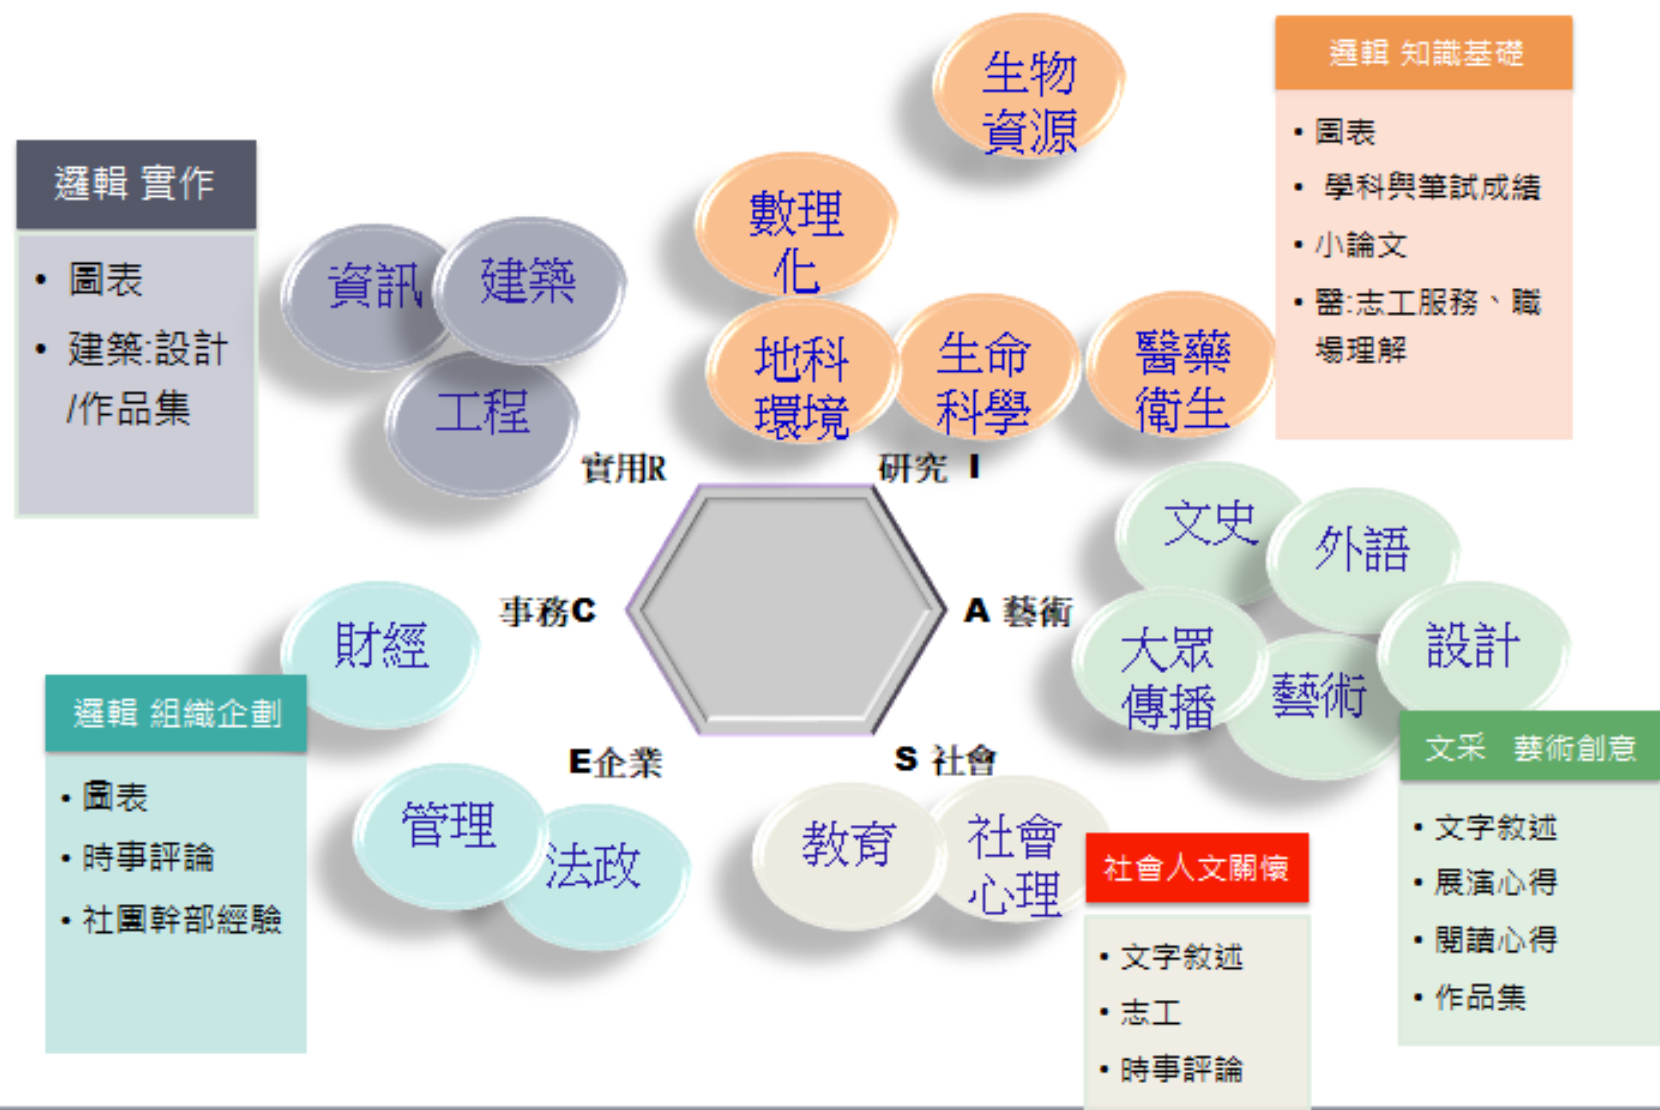 生物
資源
邏輯 知識基礎
• 圖表
• 學科與筆試成績
• 小論文
• 醫:志工服務、職
場理解
邏輯 實作
• 圖表
• 建築:設計
/作品集
資訊
建築
工程
數理
化
地科
環境
生命
科學
醫藥
衛生
實用R
研究 I
文史
外語
大眾
傳播
藝術
設計
事務C
A 藝術
財經
邏輯 組織企劃
• 圖表
• 時事評論
• 社團幹部經驗
E企業
S 社會
管理
法政
教育
社會
心理
社會人文關懷
• 文字敘述
• 志工
• 時事評論
文采 藝術創意
• 文字敘述
• 展演心得
• 閱讀心得
• 作品集